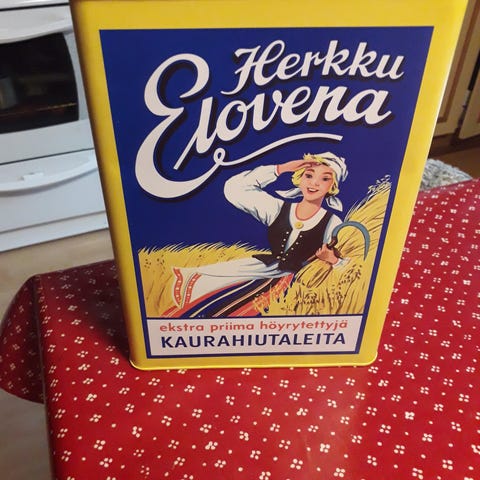 Herkku
Elovena
ekstra priima höyrytettyjä
KAURAHIUTALEITA